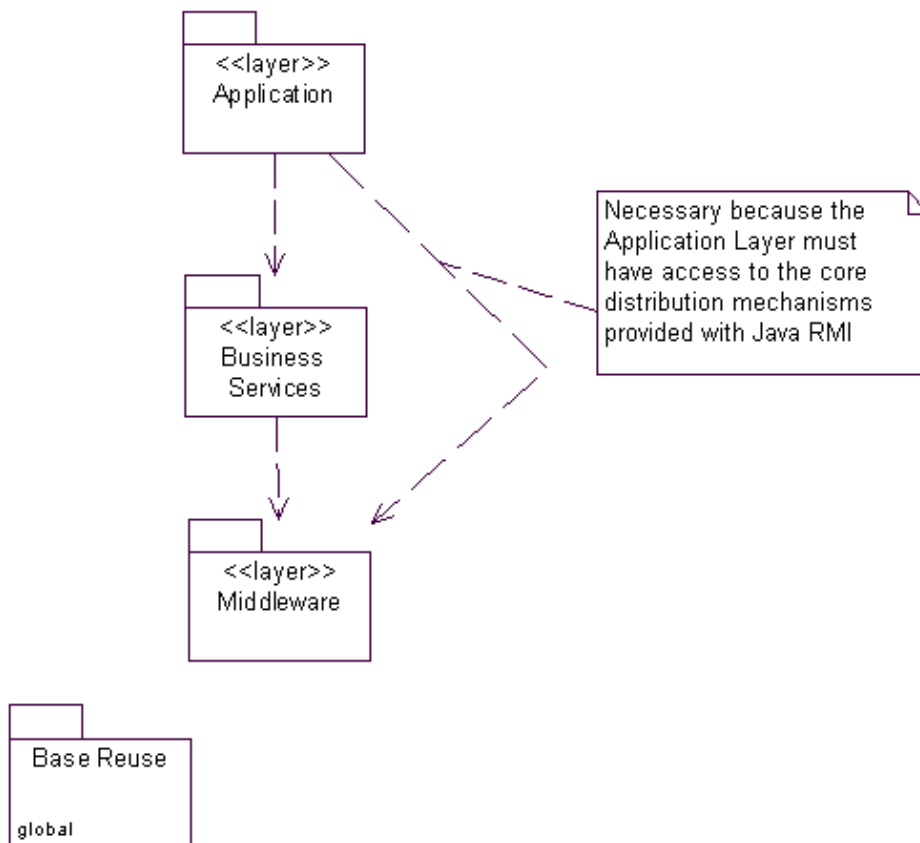 <<layer>>
Application
Necessary because the
Application Layer must
have access to the core
distribution mechanisms
provided with Java RMI
<<layer>>
Business
Services
<<layer>>
Middleware
Base Reuse
global